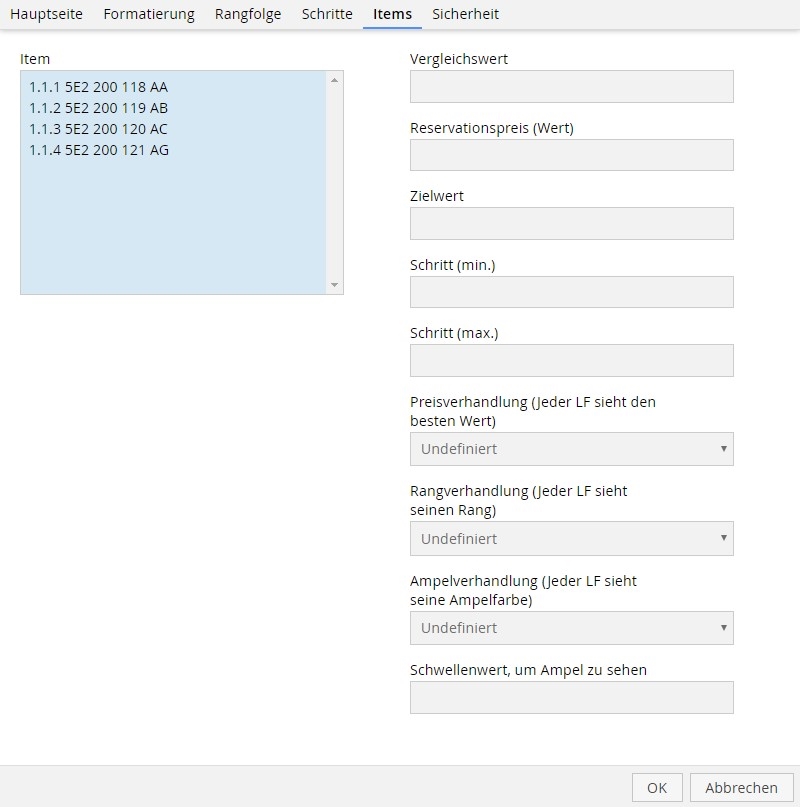 Hauptseite Formatierung Rangfolge Schritte Items Sicherheit
Item
1.1.1 5E2 200 118 AA
1.1.2 5E2 200 119 AB
1.1.3 5E2 200 120 AC
1.1.4 5E2 200 121 AG
Vergleichswert
Reservationspreis (Wert)
Zielwert
Schritt (min.)
Schritt (max.)
Preisverhandlung (Jeder LF sieht den
besten Wert)
Undefiniert
Rangverhandlung (Jeder LF sieht
seinen Rang)
Undefiniert
Ampelverhandlung (Jeder LF sieht
seine Ampelfarbe)
Undefiniert
Schwellenwert, um Ampel zu sehen
OK Abbrechen